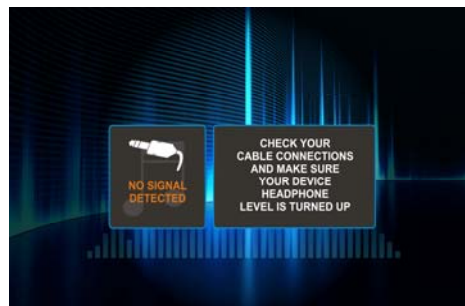 NO SIGNAL
DETECTED
CHECK YOUR
CABLE CONNECTIONS
AND MAKE SURE
YOUR DEVICE
HEADPHONE
LEVEL IS TURNED UP